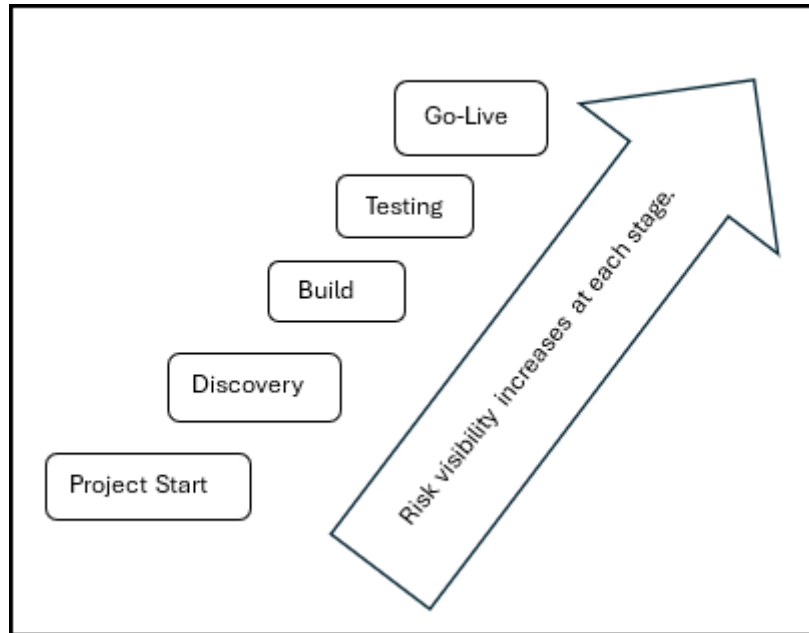 Go-Live
Testing
Build
Discovery
Project Start
Risk visibility increases at each stage.